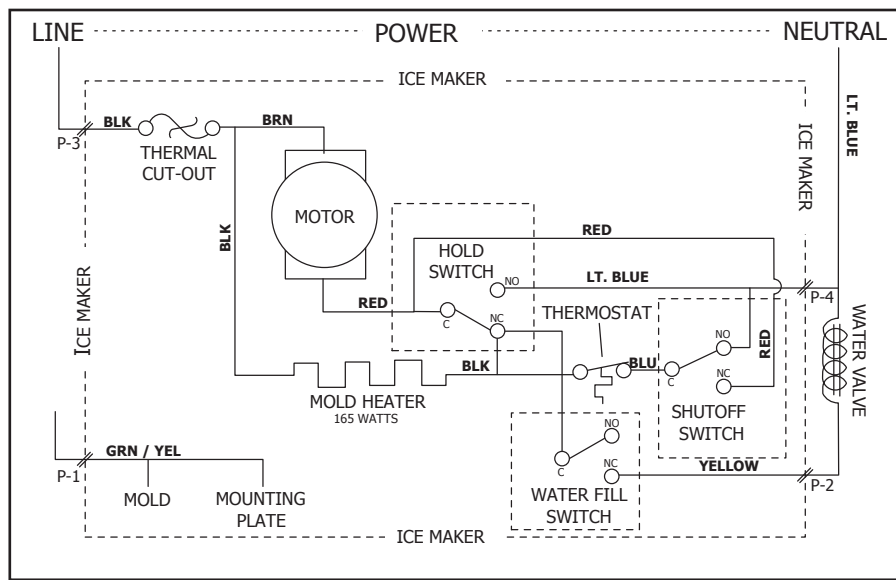 LINE POWER NEUTRAL
ICE MAKER
BLK
P-3
THERMAL
CUT-OUT
BRN
MOTOR
BLK
RED
HOLD
SWITCH
NO
C
NC
RED
LT. BLUE
LT. BLUE
ICE MAKER
ICE MAKER
P-4
THERMOSTAT
BLK
BLU
C
NO
NC
RED
SHUTOFF
SWITCH
WATER VALVE
MOLD HEATER
165 WATTS
NO
C
NC
WATER FILL
SWITCH
YELLOW
P-2
GRN / YEL
P-1
MOLD
MOUNTING
PLATE
ICE MAKER